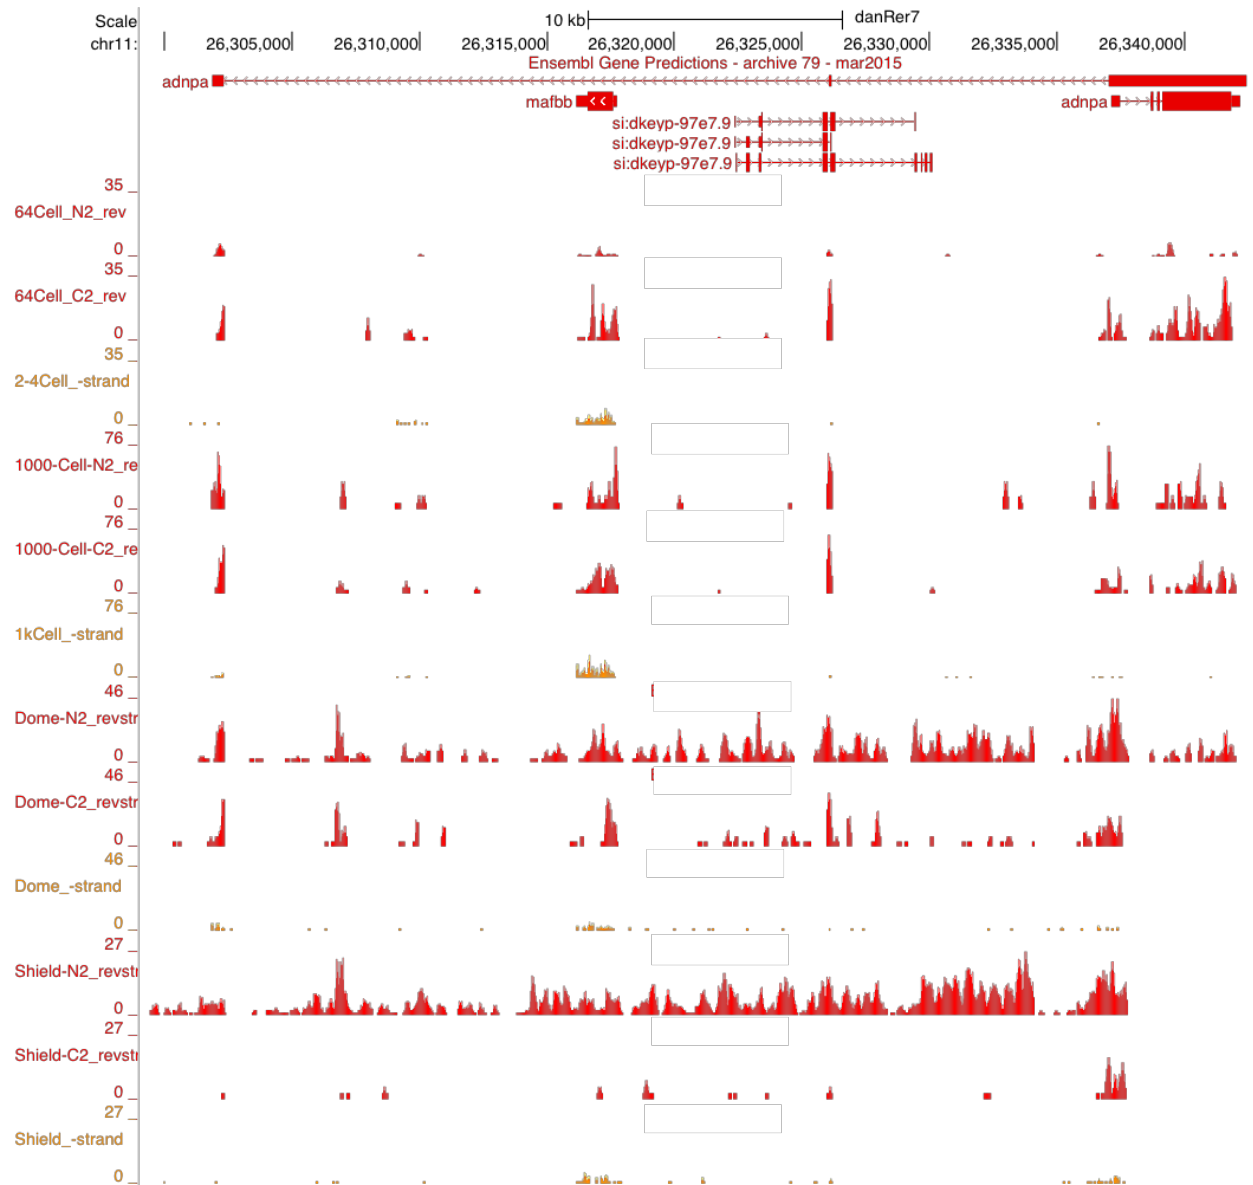 Scale 10 kb danRer7
chr11: 26,305,000 26,310,000 26,315,000 26,320,000 26,325,000 26,330,000 26,335,000 26,340,000
Ensembl Gene Predictions - archive 79 - mar2015
adnpa
mafbb adnpa
si:dkeyp-97e7.9
si:dkeyp-97e7.9
si:dkeyp-97e7.9
35
64Cell_N2_rev
0
35
64Cell_C2_rev
0
35
2-4Cell_-strand
0
76
1000-Cell-N2_re
0
76
1000-Cell-C2_re
0
76
1kCell_-strand
0
46
Dome-N2_revstr
0
46
Dome-C2_revstr
0
46
Dome_-strand
0
27
Shield-N2_revstr
0
27
Shield-C2_revstr
0
27
Shield_-strand
0